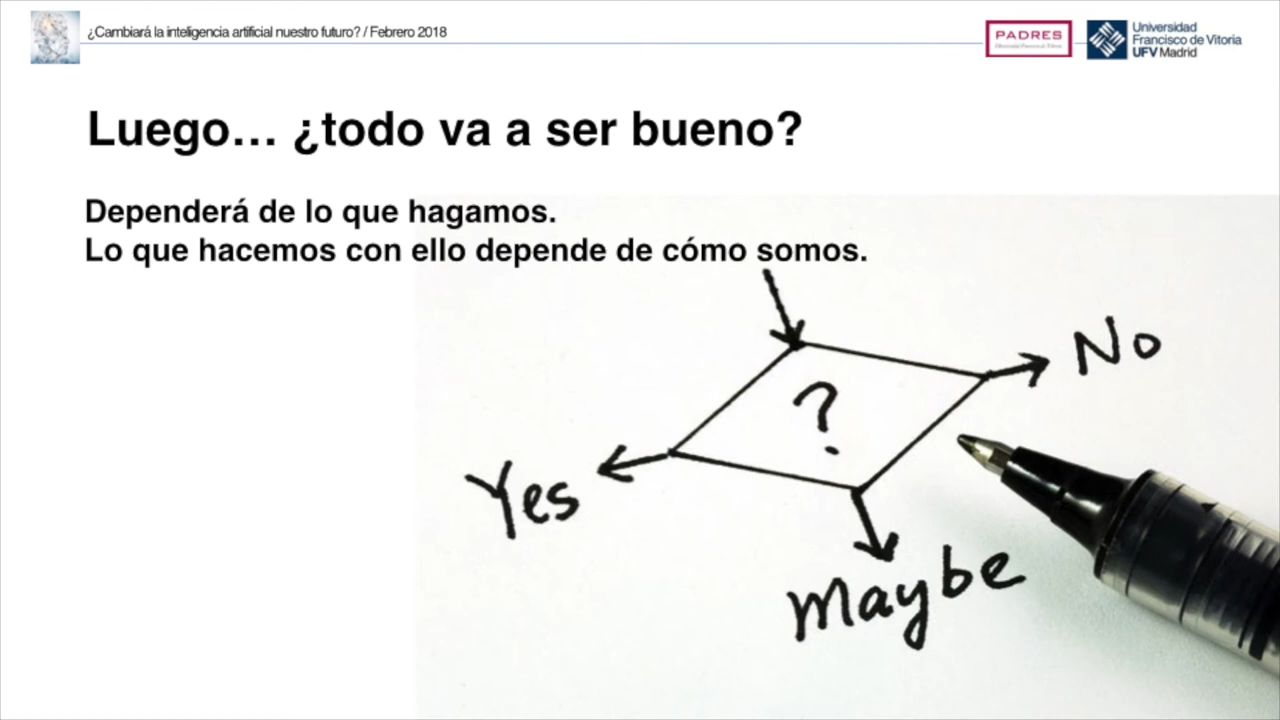 ¿Cambiará la inteligencia artificial nuestro futuro? / Febrero 2018
PADRES
Universidad
Francisco de Vitoria
UFV Madrid
Luego... ¿todo va a ser bueno?
Dependerá de lo que hagamos.
Lo que hacemos con ello depende de cómo somos.
No
?
Yes
Maybe